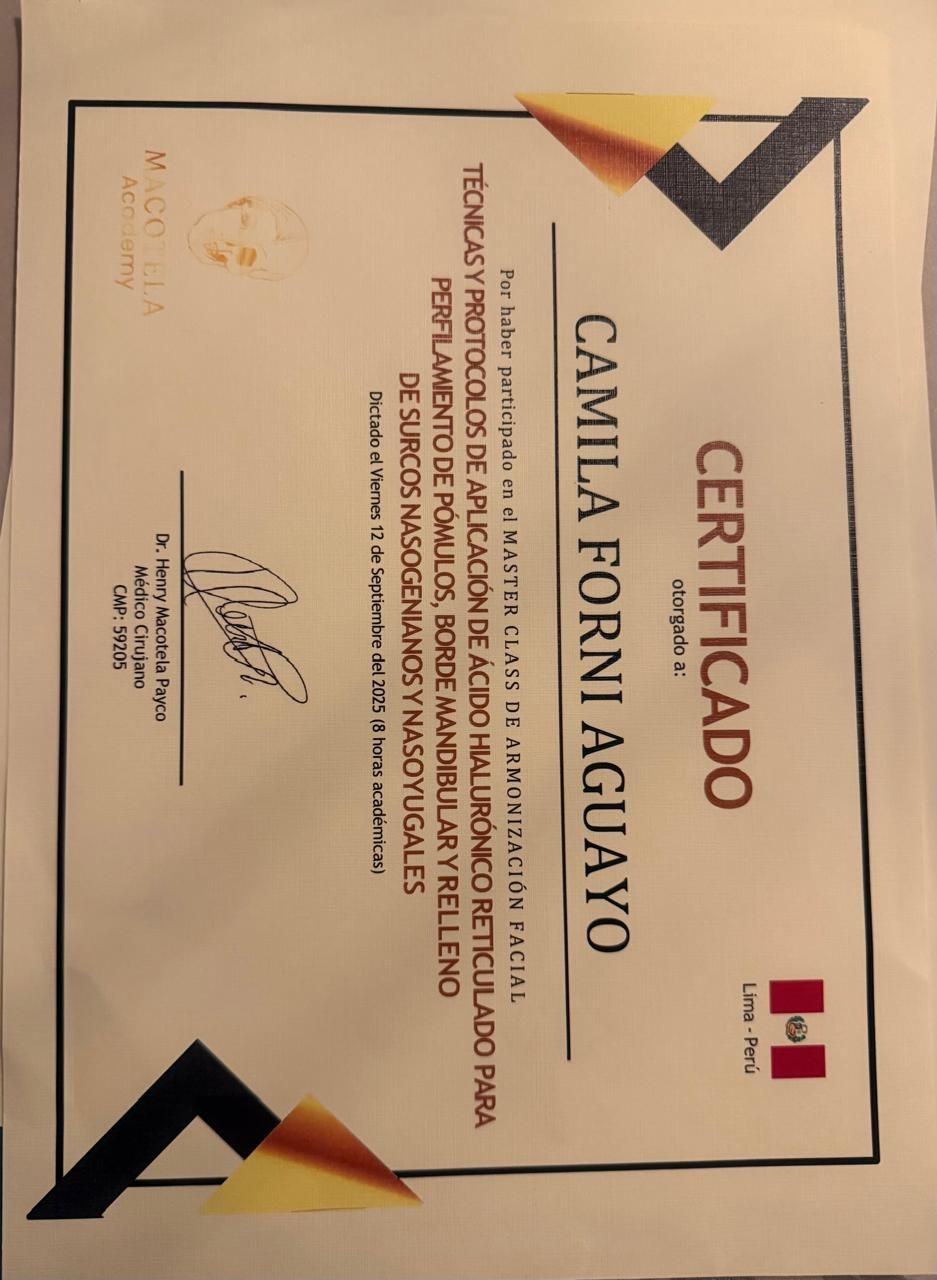 Lima - Perú
CERTIFICADO
otorgado a:
CAMILA FORNI AGUAYO
Por haber participado en el MASTER CLASS DE ARMONIZACIÓN FACIAL
TÉCNICAS Y PROTOCOLOS DE APLICACIÓN DE ÁCIDO HIALURÓNICO RETICULADO PARA
PERFILAMIENTO DE PÓMULOS, BORDE MANDIBULAR Y RELLENO
DE SURCOS NASOGENIANOS Y NASOYUGALES
Dictado el Viernes 12 de Septiembre del 2025 (8 horas académicas)
MACOTELA
Academy
Dr. Henry Macotela Payco
Médico Cirujano
CMP: 59205